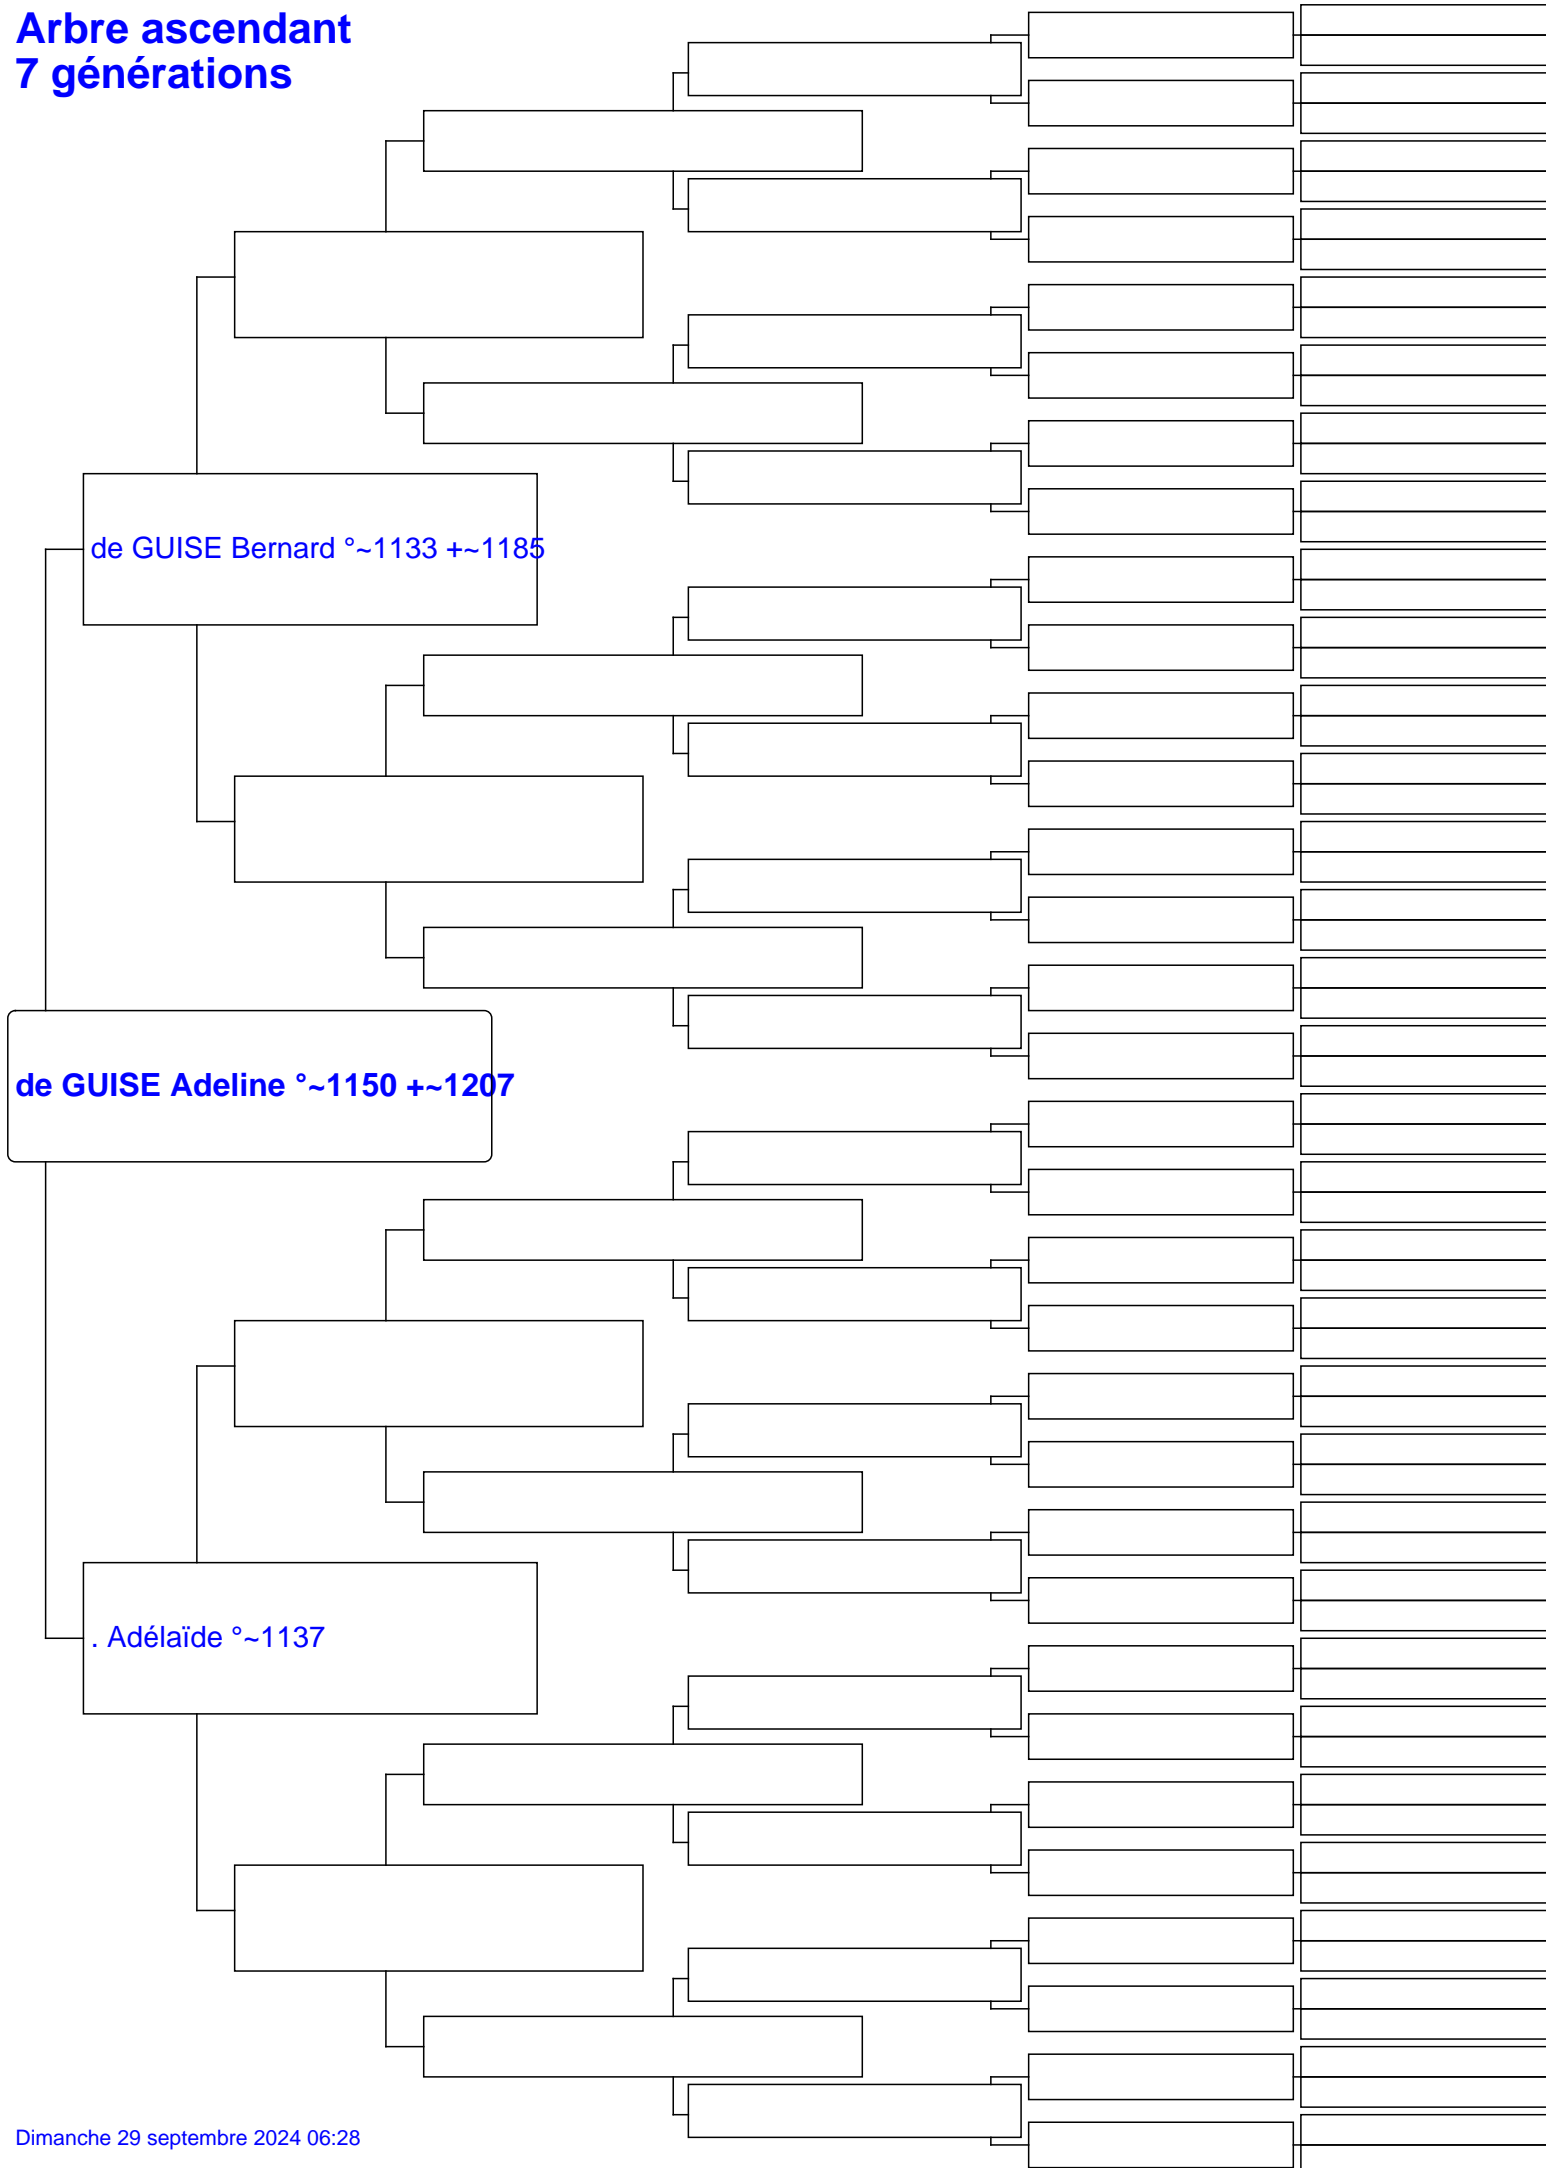 Arbre ascendant
7 générations
de GUISE Bernard °~1133 +~1185
de GUISE Adeline °~1150 +~1207
. Adélaïde °~1137
Dimanche 29 septembre 2024 06:28